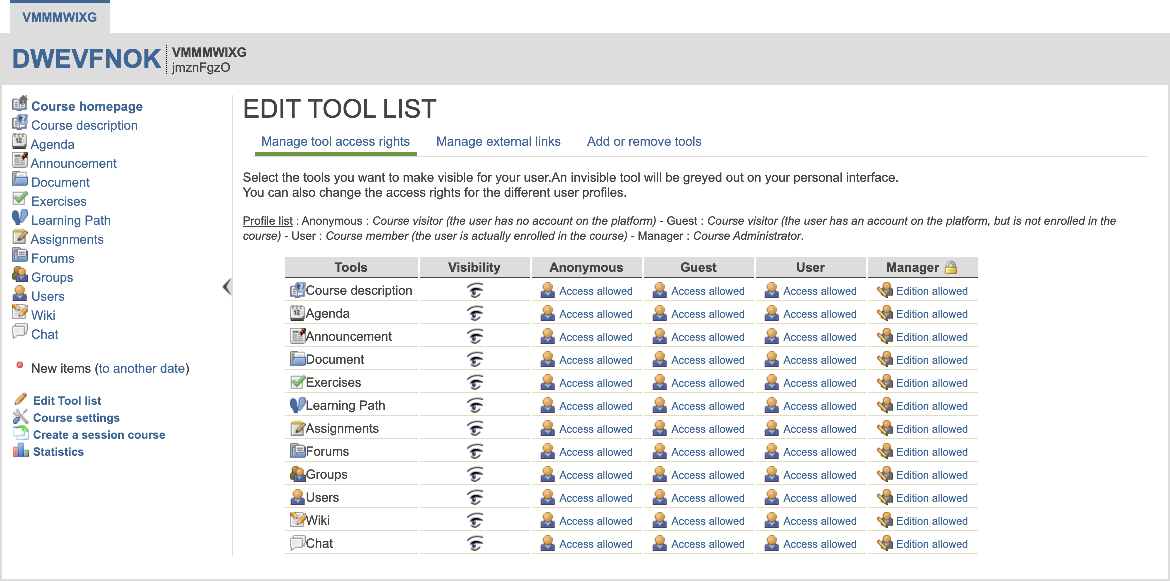 VMMMWIXG
DWEVFNOK
VMMMWIXG
jmznFgzO
Course homepage
Course description
Agenda
Announcement
Document
Exercises
Learning Path
Assignments
Forums
Groups
Users
Wiki
Chat
New items (to another date)
Edit Tool list
Course settings
Create a session course
Statistics
EDIT TOOL LIST
Manage tool access rights Manage external links Add or remove tools
Select the tools you want to make visible for your user.An invisible tool will be greyed out on your personal interface.
You can also change the access rights for the different user profiles.
Profile list : Anonymous : Course visitor (the user has no account on the platform) - Guest : Course visitor (the user has an account on the platform, but is not enrolled in the
course) - User : Course member (the user is actually enrolled in the course) - Manager : Course Administrator.
Tools Visibility Anonymous Guest User Manager
Course description Access allowed Access allowed Access allowed Edition allowed
Agenda Access allowed Access allowed Access allowed Edition allowed
Announcement Access allowed Access allowed Access allowed Edition allowed
Document Access allowed Access allowed Access allowed Edition allowed
Exercises Access allowed Access allowed Access allowed Edition allowed
Learning Path Access allowed Access allowed Access allowed Edition allowed
Assignments Access allowed Access allowed Access allowed Edition allowed
Forums Access allowed Access allowed Access allowed Edition allowed
Groups Access allowed Access allowed Access allowed Edition allowed
Users Access allowed Access allowed Access allowed Edition allowed
Wiki Access allowed Access allowed Access allowed Edition allowed
Chat Access allowed Access allowed Access allowed Edition allowed